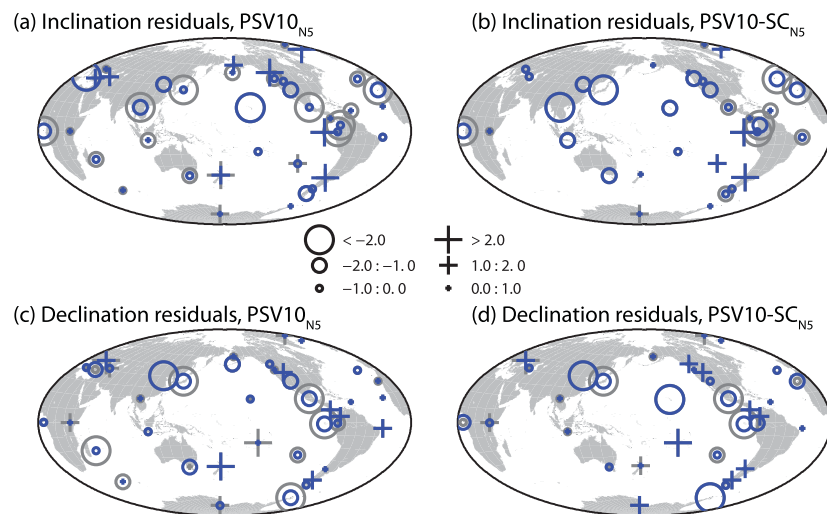 (a) Inclination residuals, PSV10N5
(b) Inclination residuals, PSV10-SCN5
< −2.0
> 2.0
−2.0 : −1. 0
1.0 : 2. 0
−1.0 : 0. 0
0.0 : 1.0
(c) Declination residuals, PSV10N5
(d) Declination residuals, PSV10-SCN5